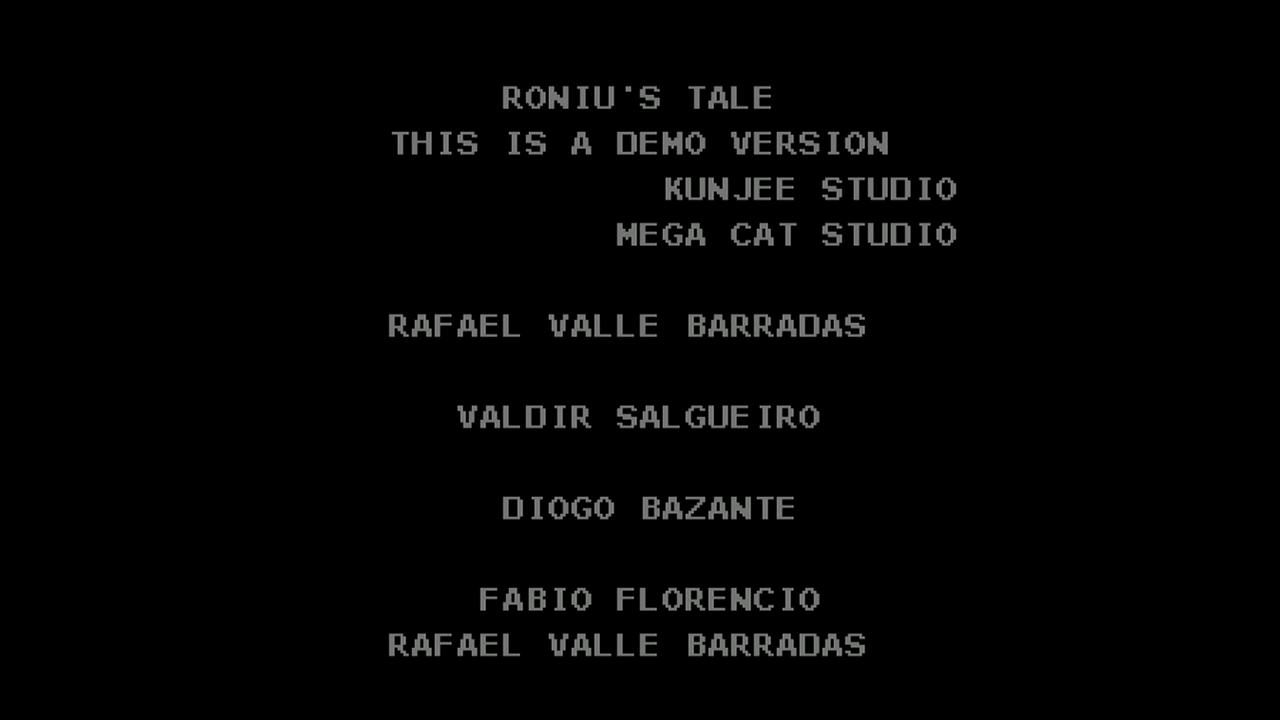 RONIU'S TALE
THIS IS A DEMO VERSION
KUNJEE STUDIO
MEGA CAT STUDIO
RAFAEL VALLE BARRADAS
VALDIR SALGUEIRO
DIOGO BAZANTE
FABIO FLORENCIO
RAFAEL VALLE BARRADAS